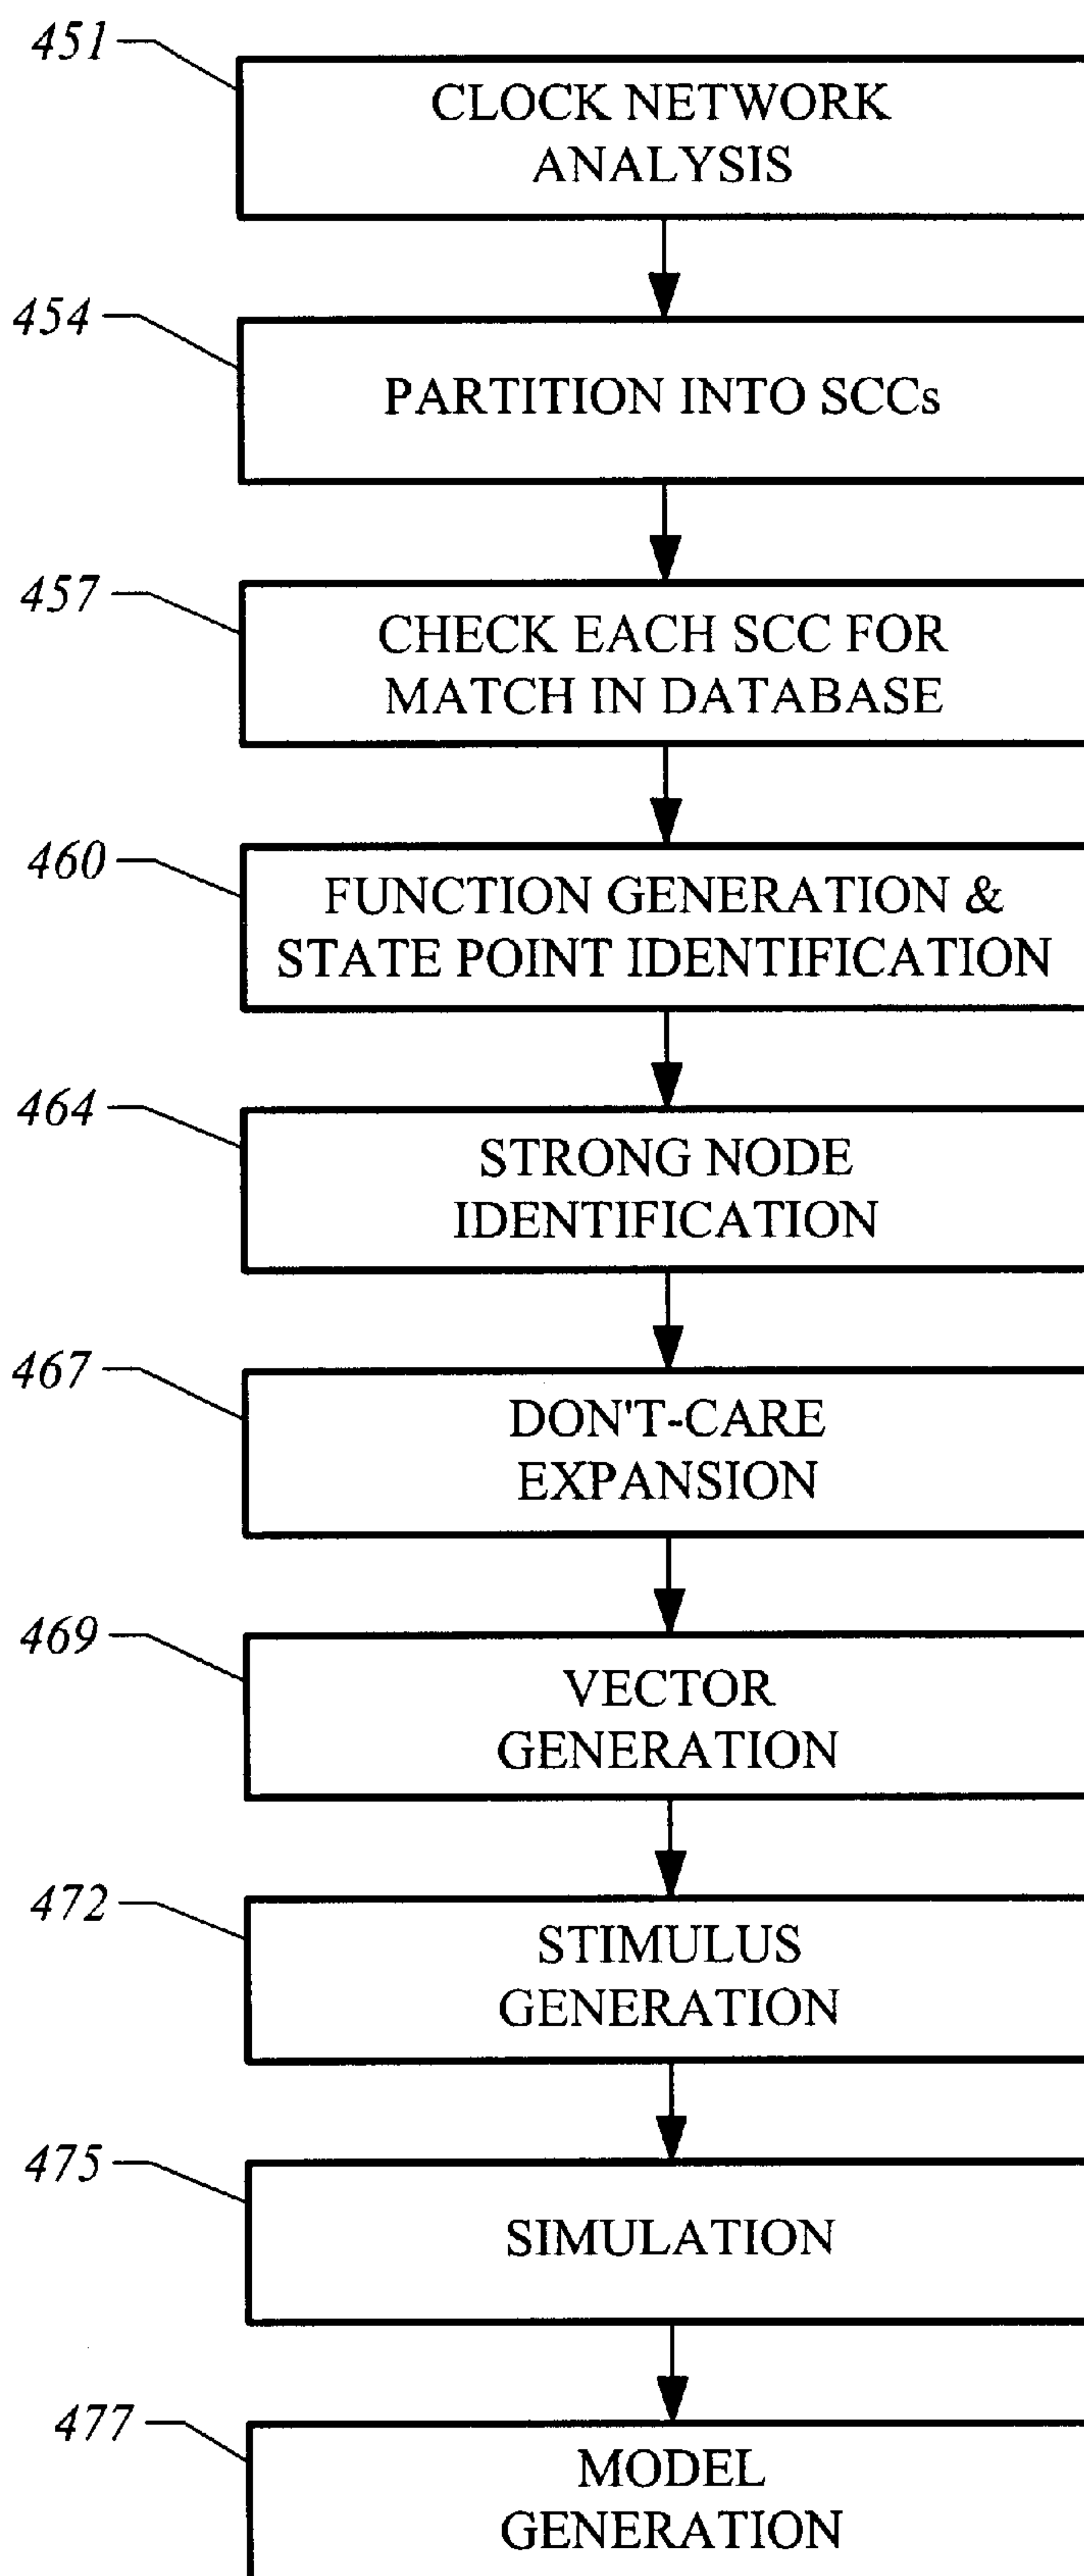 451
CLOCK NETWORK
ANALYSIS
454
PARTITION INTO SCCs
457
CHECK EACH SCC FOR
MATCH IN DATABASE
460
FUNCTION GENERATION &
STATE POINT IDENTIFICATION
464
STRONG NODE
IDENTIFICATION
467
DON'T-CARE
EXPANSION
469
VECTOR
GENERATION
472
STIMULUS
GENERATION
475
SIMULATION
477
MODEL
GENERATION